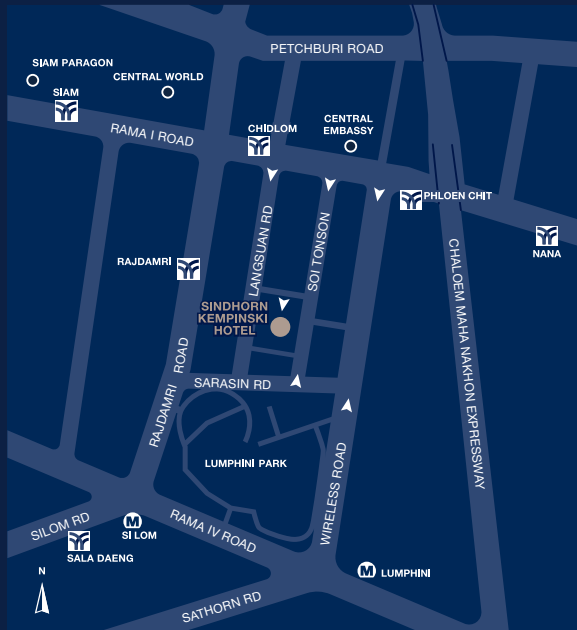 PETCHBURI ROAD
SIAM PARAGON
CENTRAL WORLD
SIAM
RAMA I ROAD
CHIDLOM
CENTRAL
EMBASSY
PHLOEN CHIT
NANA
RAJDAMRI
LANGSUAN RD
SOI TONSON
CHALOEM MAHA NAKHON EXPRESSWAY
SINDHORN
KEMPINSKI
HOTEL
RAJDAMRI ROAD
SARASIN RD
LUMPHINI PARK
WIRELESS ROAD
SILOM RD
M
SI LOM
RAMA IV ROAD
SALA DAENG
M LUMPHINI
N
SATHORN RD